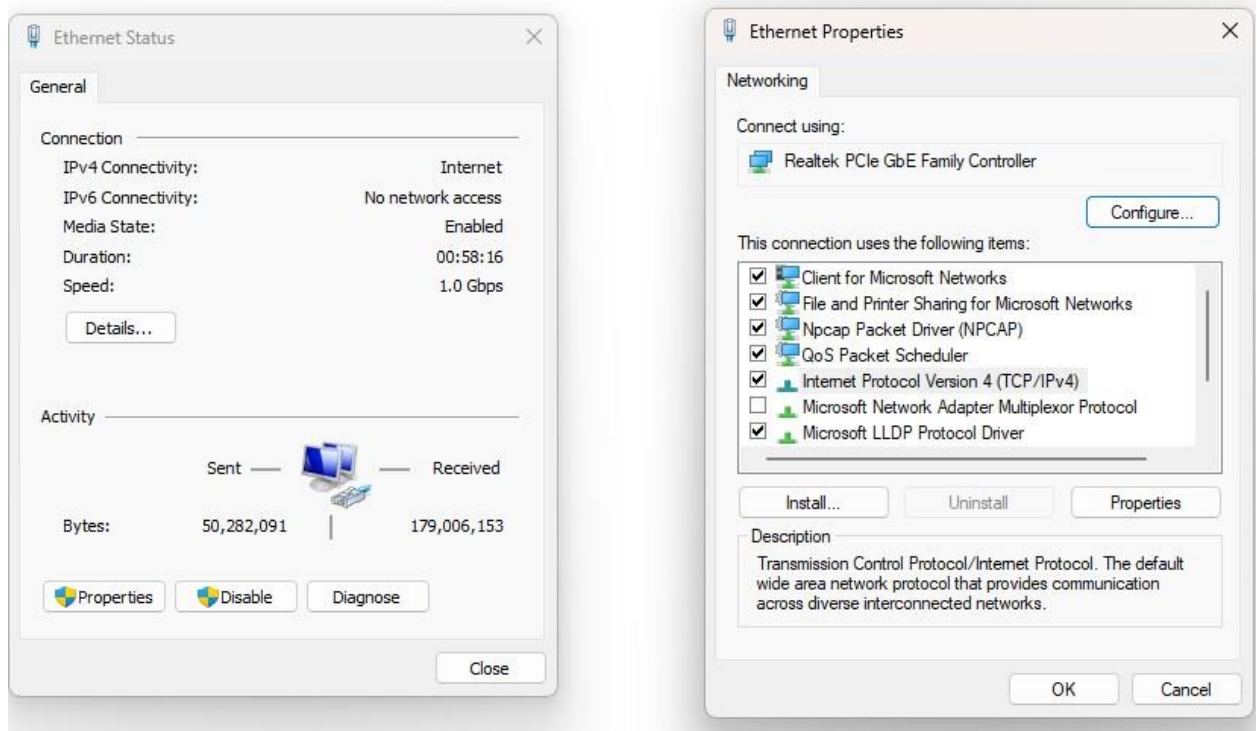 Ethernet Status
General
Connection
IPv4 Connectivity: Internet
IPv6 Connectivity: No network access
Media State: Enabled
Duration: 00:58:16
Speed: 1.0 Gbps
Details...
Activity
Sent Received
Bytes: 50,282,091 179,006,153
Properties Disable Diagnose
Close
Ethernet Properties
Networking
Connect using:
Realtek PCIe GbE Family Controller
Configure...
This connection uses the following items:
Client for Microsoft Networks
File and Printer Sharing for Microsoft Networks
Npcap Packet Driver (NPCAP)
QoS Packet Scheduler
Internet Protocol Version 4 (TCP/IPv4)
Microsoft Network Adapter Multiplexor Protocol
Microsoft LLDP Protocol Driver
Install... Uninstall Properties
Description
Transmission Control Protocol/Internet Protocol. The default
wide area network protocol that provides communication
across diverse interconnected networks.
OK Cancel